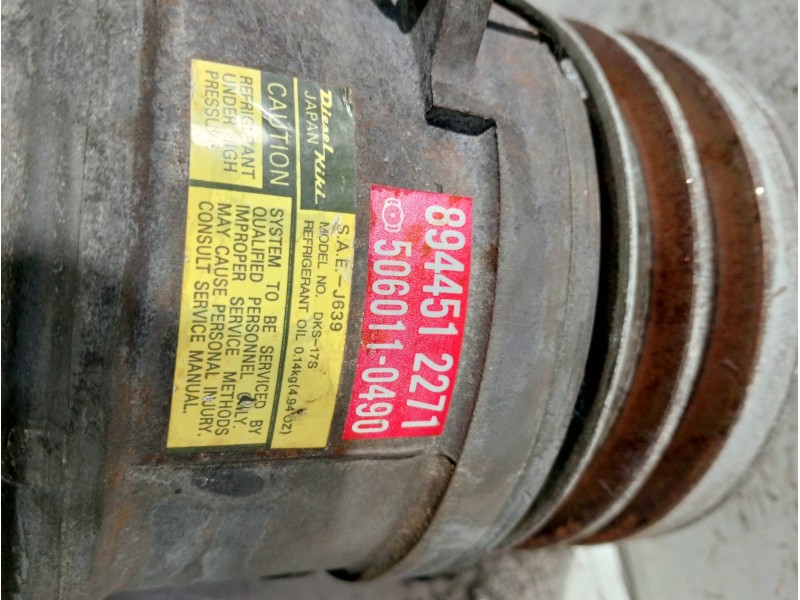 Diesel Kiki
JAPAN
CAUTION
REFRIGERANT
UNDER HIGH
PRESSURE
S.A.E.-J639
MODEL NO. DKS-17S
REFRIGERANT OIL 0.14kg(4.94 OZ)
SYSTEM TO BE SERVICED BY
QUALIFIED PERSONNEL ONLY.
IMPROPER SERVICE METHODS
MAY CAUSE PERSONAL INJURY.
CONSULT SERVICE MANUAL.
894451 2271
506011-0490